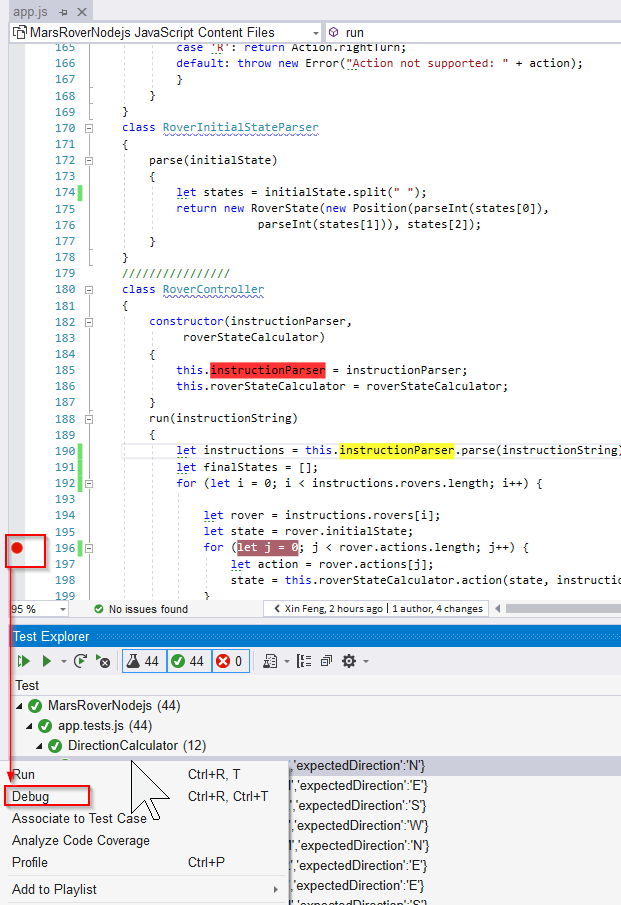 app.js
MarsRoverNodejs JavaScript Content Files
run
165 case 'R': return Action.rightTurn;
166 default: throw new Error("Action not supported: " + action);
167 }
168 }
169 }
170 class RoverInitialStateParser
171 {
172 parse(initialState)
173 {
174 let states = initialState.split(" ");
175 return new RoverState(new Position(parseInt(states[0]),
176 parseInt(states[1])), states[2]);
177 }
178 }
179 ////////////////
180 class RoverController
181 {
182 constructor(instructionParser,
183 roverStateCalculator)
184 {
185 this.instructionParser = instructionParser;
186 this.roverStateCalculator = roverStateCalculator;
187 }
188 run(instructionString)
189 {
190 let instructions = this.instructionParser.parse(instructionString)
191 let finalStates = [];
192 for (let i = 0; i < instructions.rovers.length; i++) {
193
194 let rover = instructions.rovers[i];
195 let state = rover.initialState;
196 for (let j = 0; j < rover.actions.length; j++) {
197 let action = rover.actions[j];
198 state = this.roverStateCalculator.action(state, instructio
199 }
95 % No issues found Xin Feng, 2 hours ago | 1 author, 4 changes
Test Explorer
44 44 0
Test
MarsRoverNodejs (44)
app.tests.js (44)
DirectionCalculator (12)
,'expectedDirection':'N'}
Run Ctrl+R, T
','expectedDirection':'E'}
Debug Ctrl+R, Ctrl+T
','expectedDirection':'S'}
Associate to Test Case
','expectedDirection':'W'}
Analyze Code Coverage
','expectedDirection':'N'}
Profile Ctrl+P
','expectedDirection':'E'}
','expectedDirection':'E'}
Add to Playlist
','expectedDirection':'S'}